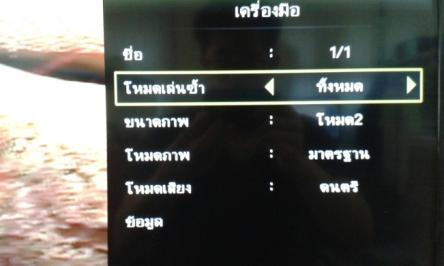 เครื่องมือ
ชื่อ : 1/1
โหมดเล่นซ้ำ ทั้งหมด
ขนาดภาพ : โหมด2
โหมดภาพ : มาตรฐาน
โหมดเสียง : ดนตรี
ข้อมูล